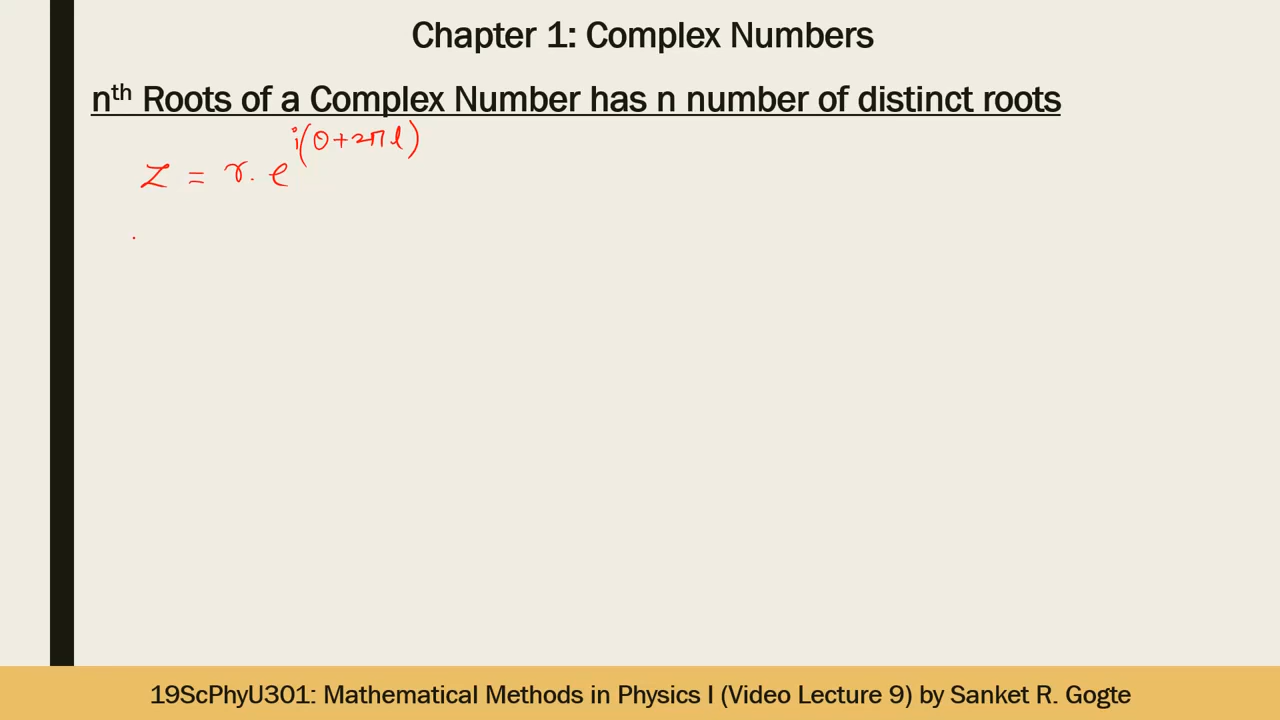 Chapter 1: Complex Numbers
nth Roots of a Complex Number has n number of distinct roots
z = r. e^i(θ+2πl)
19ScPhyU301: Mathematical Methods in Physics I (Video Lecture 9) by Sanket R. Gogte